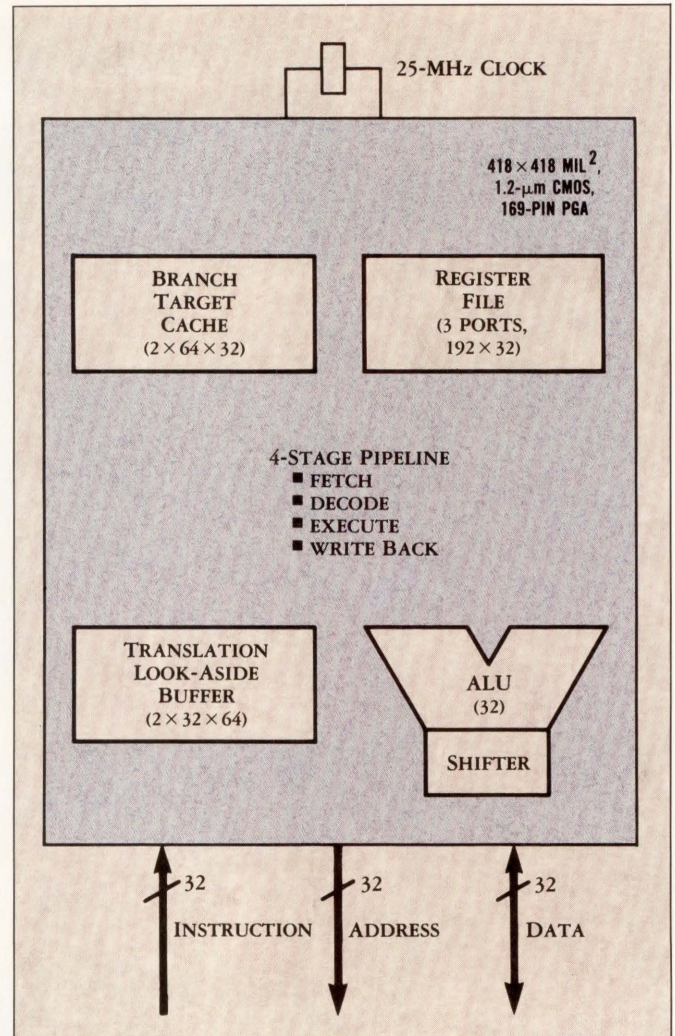 25-MHz CLOCK
418 × 418 MIL²,
1.2-μm CMOS,
169-PIN PGA
BRANCH
TARGET
CACHE
(2 × 64 × 32)
REGISTER
FILE
(3 PORTS,
192 × 32)
4-STAGE PIPELINE
■ FETCH
■ DECODE
■ EXECUTE
■ WRITE BACK
TRANSLATION
LOOK-ASIDE
BUFFER
(2 × 32 × 64)
ALU
(32)
SHIFTER
32
32
32
INSTRUCTION
ADDRESS
DATA